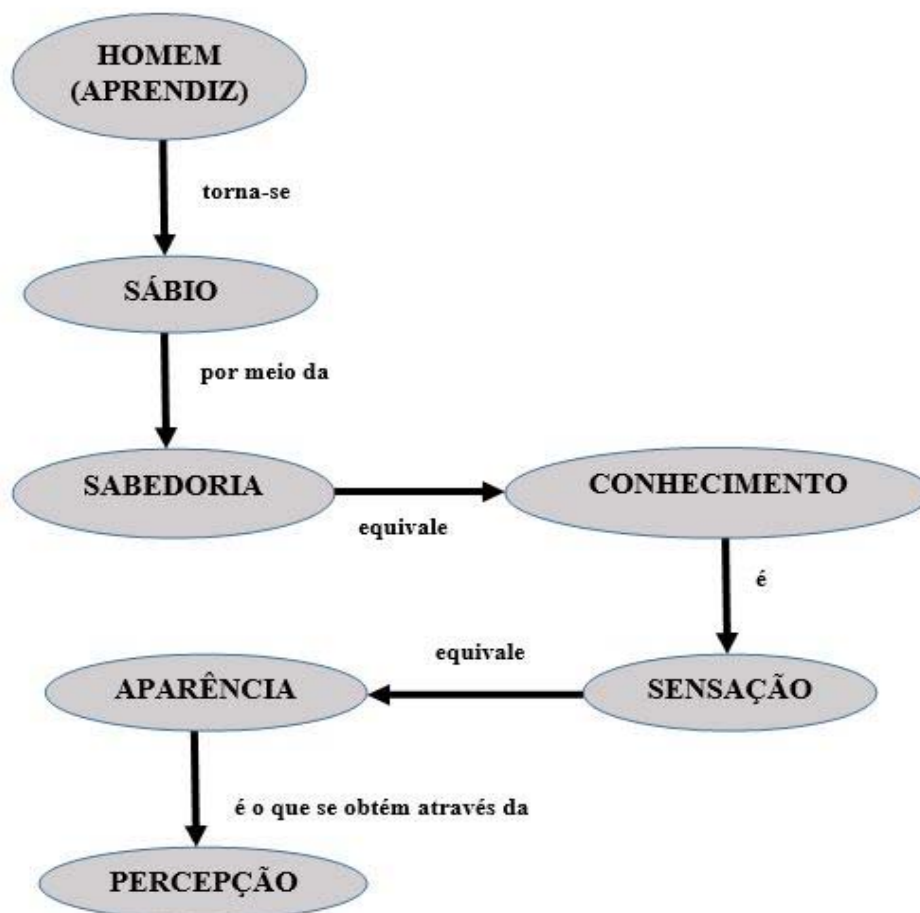 HOMEM
(APRENDIZ)
torna-se
SÁBIO
por meio da
SABEDORIA
equivale
CONHECIMENTO
é
SENSAÇÃO
equivale
APARÊNCIA
é o que se obtém através da
PERCEPÇÃO